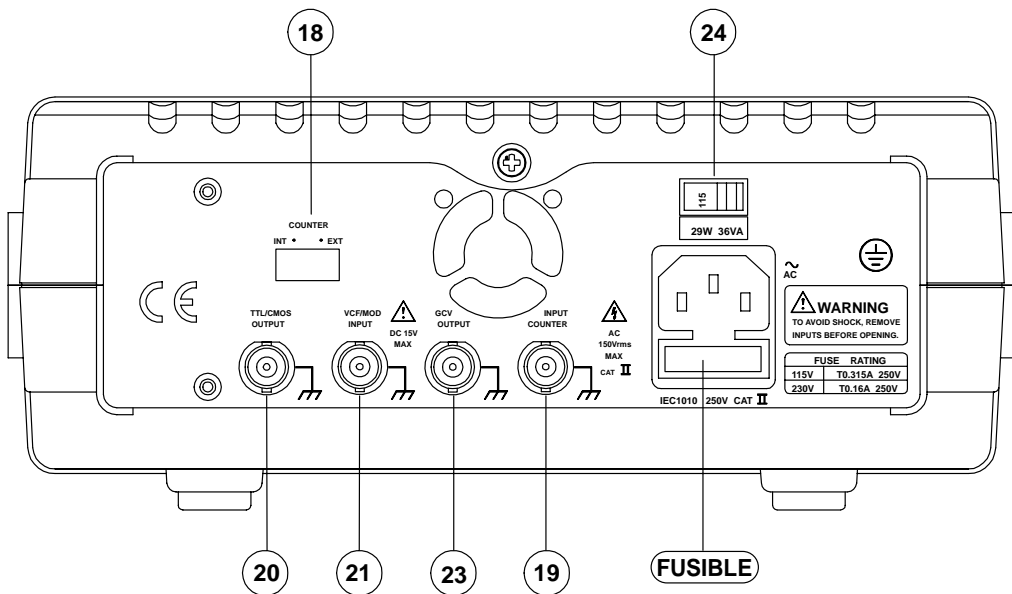 18
24
115
29W 36VA
COUNTER
INT • • EXT
CE
AC
WARNING
TO AVOID SHOCK, REMOVE
INPUTS BEFORE OPENING.
TTL/CMOS
OUTPUT
VCF/MOD
INPUT
DC 15V
MAX
GCV
OUTPUT
INPUT
COUNTER
AC
150Vrms
MAX
CAT II
FUSE RATING
115V T0.315A 250V
230V T0.16A 250V
IEC1010 250V CAT II
20
21
23
19
FUSIBLE